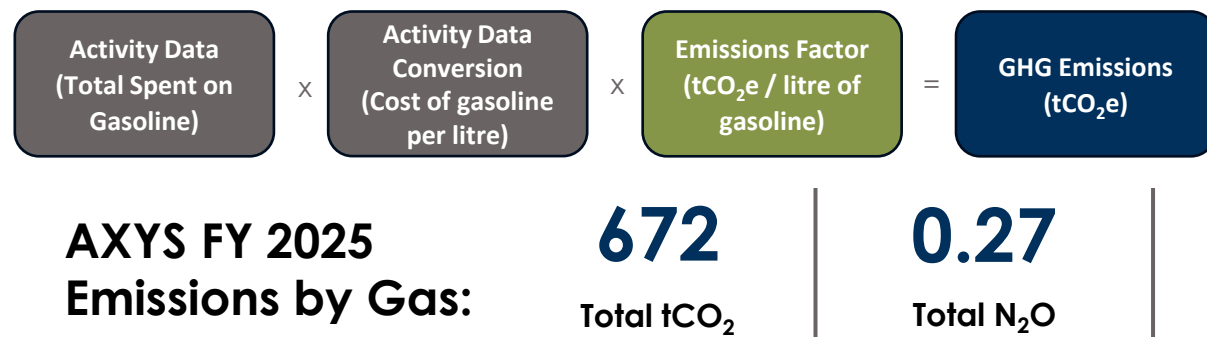 Activity Data
(Total Spent on
Gasoline)
x
Activity Data
Conversion
(Cost of gasoline
per litre)
x
Emissions Factor
(tCO₂e / litre of
gasoline)
=
GHG Emissions
(tCO₂e)
AXYS FY 2025
Emissions by Gas:
672
Total tCO₂
0.27
Total N₂O